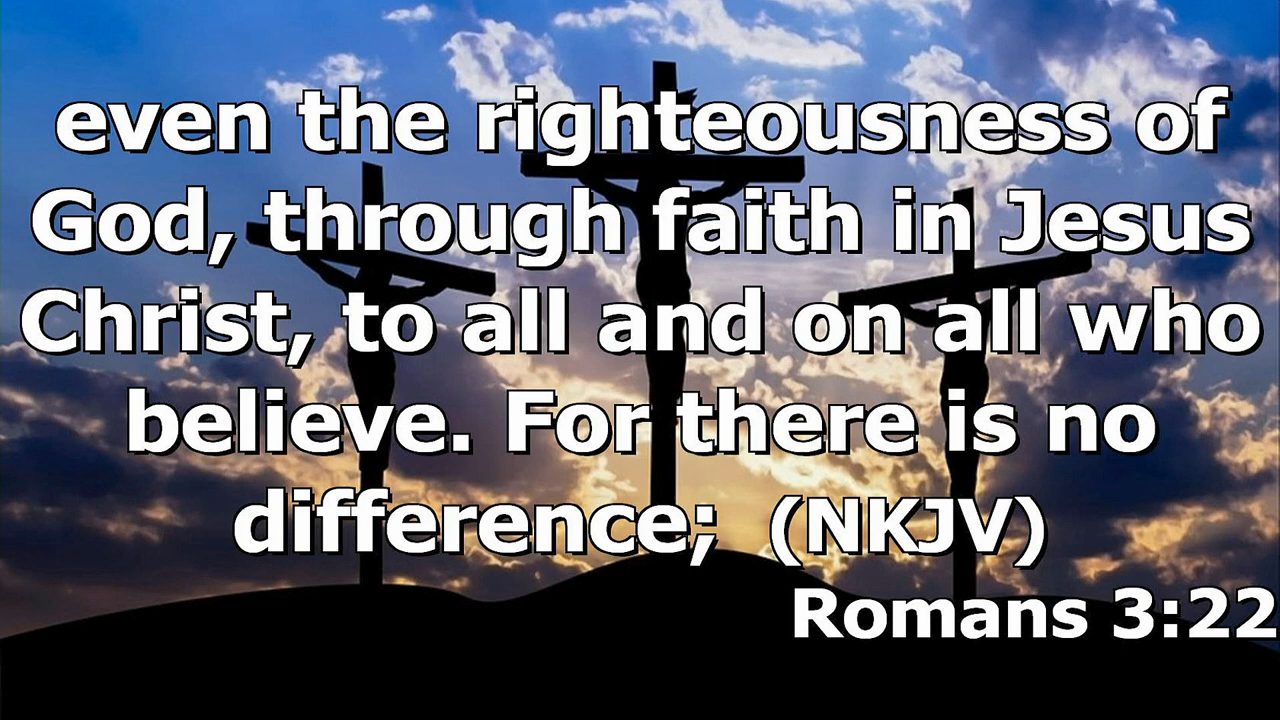 even the righteousness of
God, through faith in Jesus
Christ, to all and on all who
believe. For there is no
difference; (NKJV)
Romans 3:22